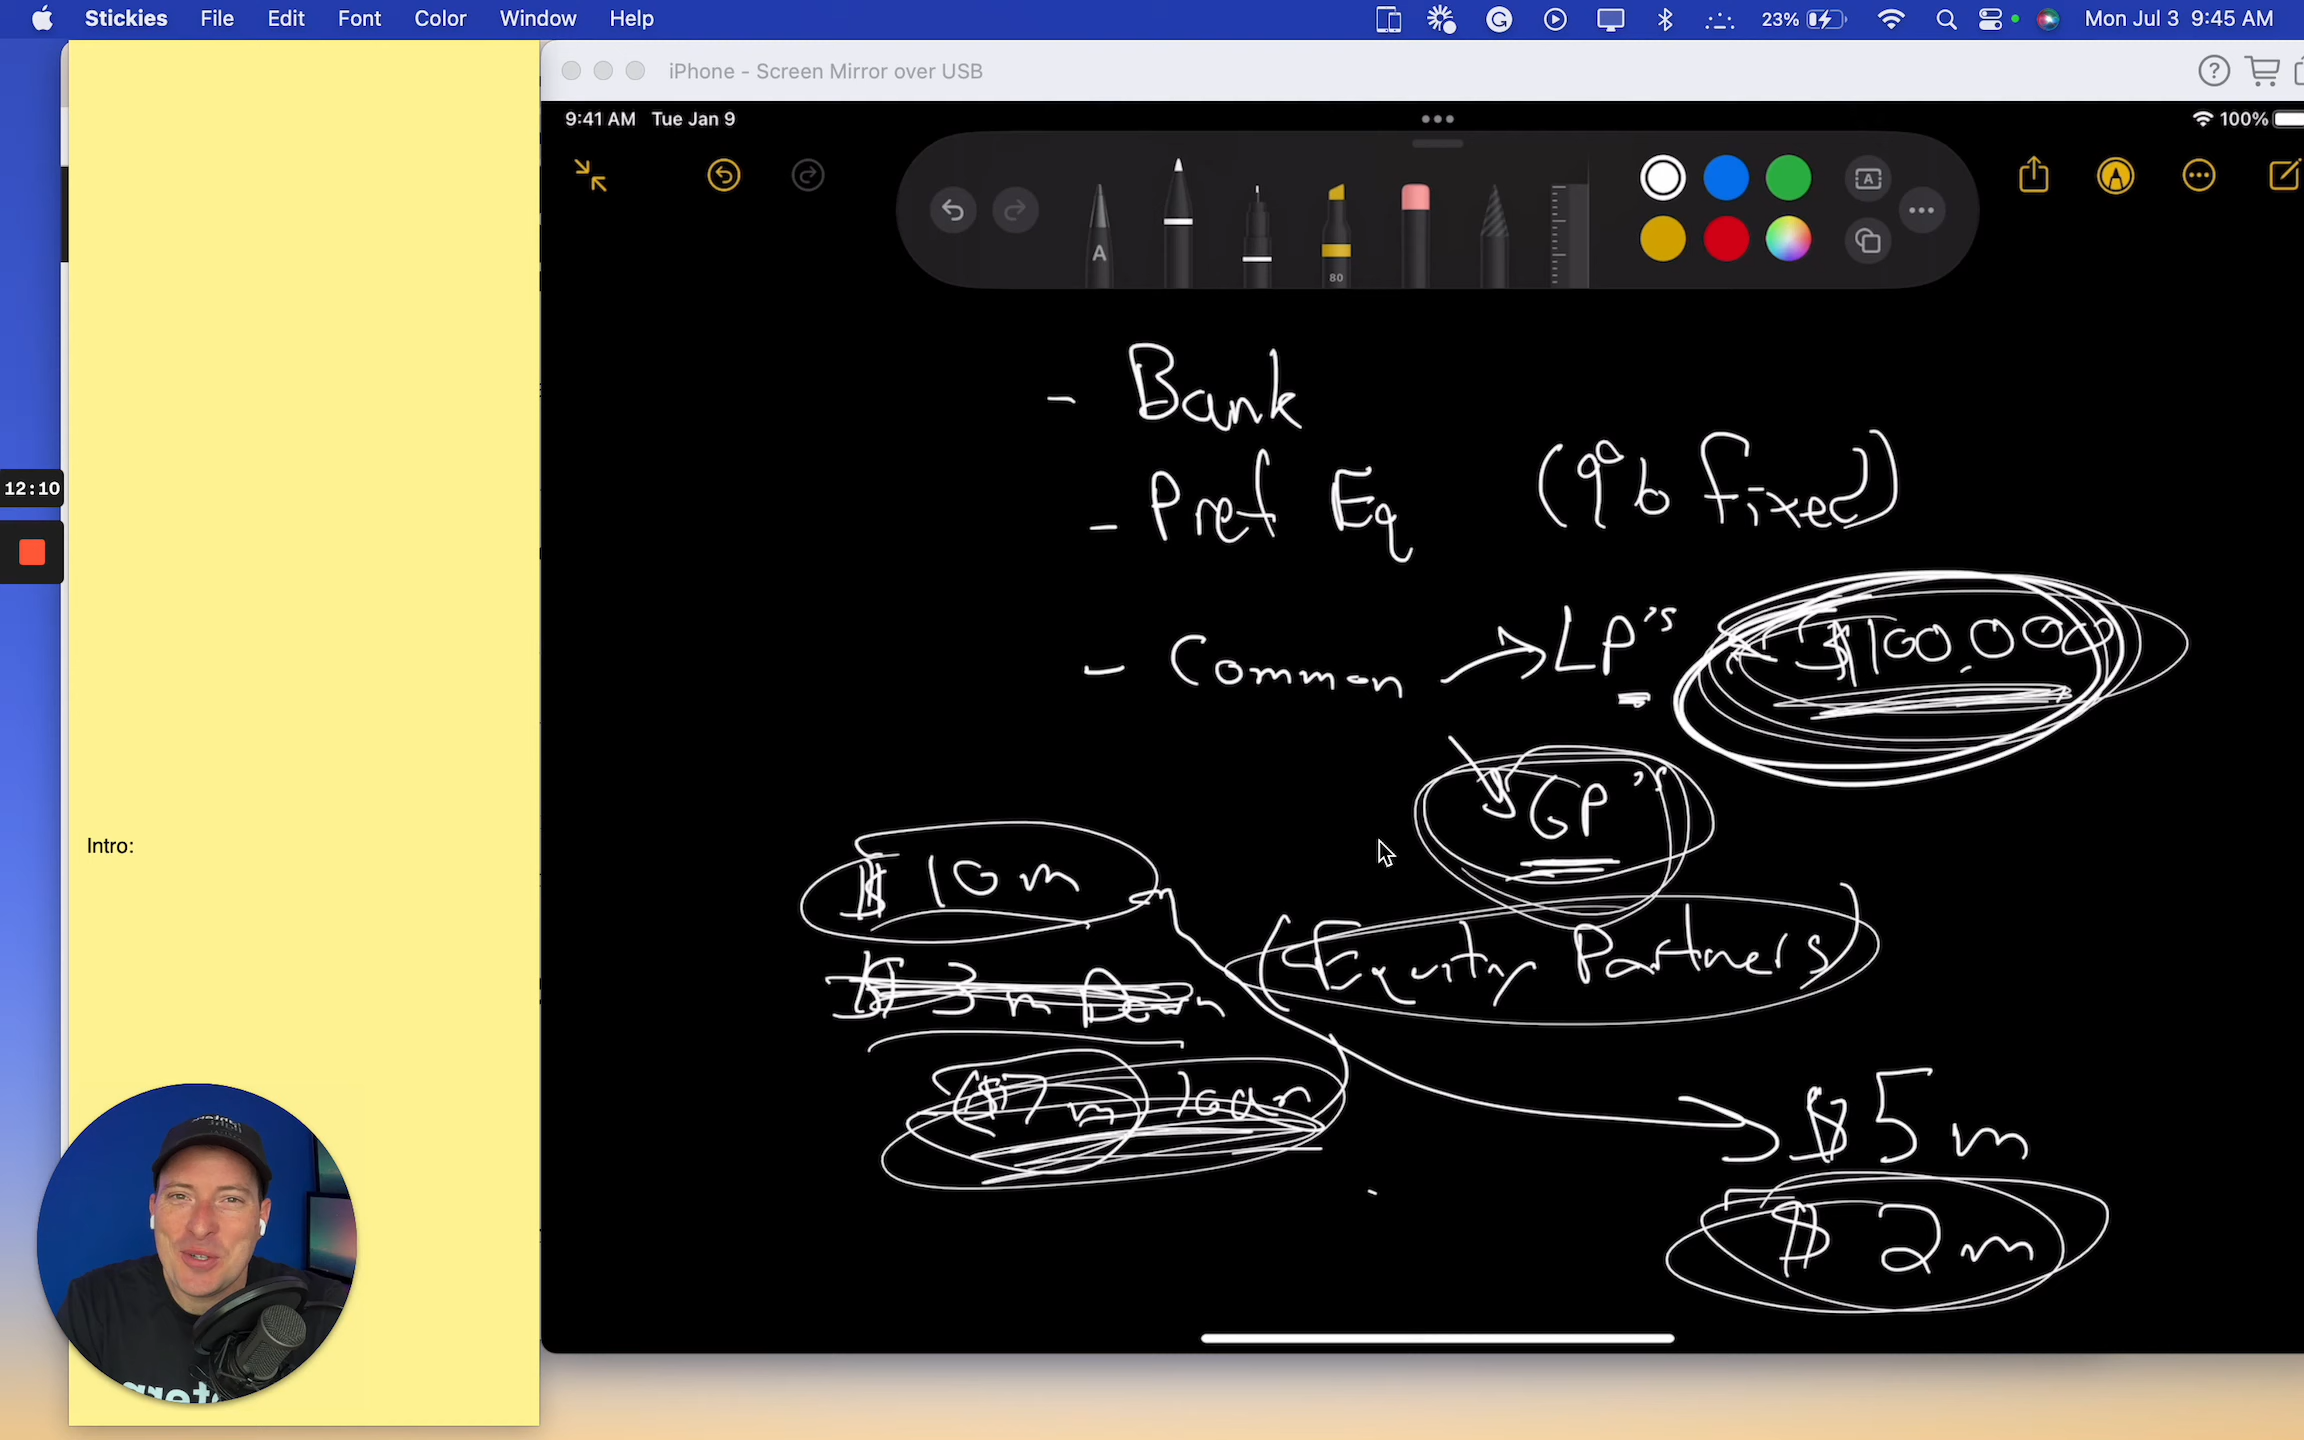 Stickies File Edit Font Color Window Help 23% Mon Jul 3 9:45 AM
iPhone - Screen Mirror over USB
9:41 AM Tue Jan 9 100%
A 80 A
- Bank
- Pref Eq (9% fixed)
- Common → LP's $100,000
GP's
(Equity Partners)
$10m
$3m Down
($7m) loan
$5m
$2m
12:10
Intro: